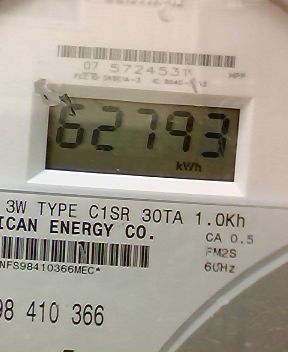 07 572453
62793
kWh
3W TYPE C1SR 30TA 1.0Kh
ICAN ENERGY CO.
CA 0.5
FM2S
60Hz
NFS98410366MEC*
98 410 366